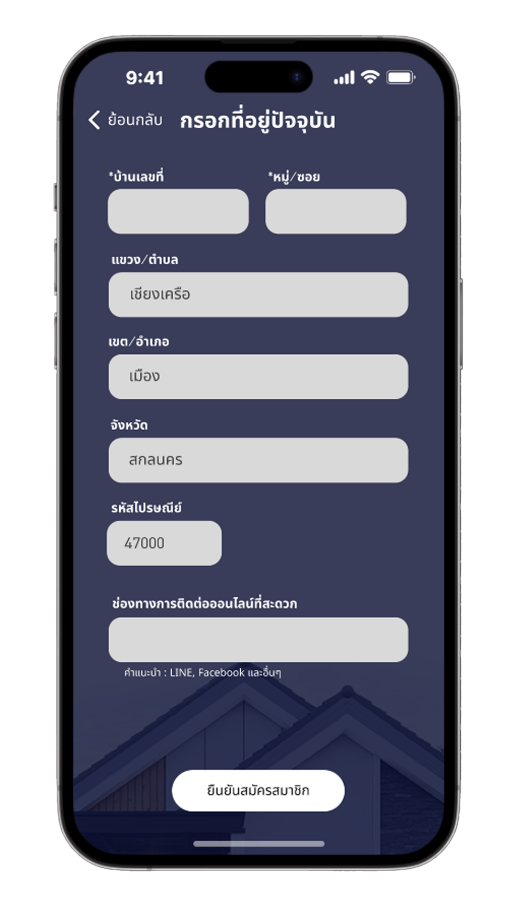 9:41
ย้อนกลับ กรอกที่อยู่ปัจจุบัน
*บ้านเลขที่ *หมู่/ซอย
แขวง/ตำบล
เชียงเครือ
เขต/อำเภอ
เมือง
จังหวัด
สกลนคร
รหัสไปรษณีย์
47000
ช่องทางการติดต่อออนไลน์ที่สะดวก
คำแนะนำ : LINE, Facebook และอื่นๆ
ยืนยันสมัครสมาชิก